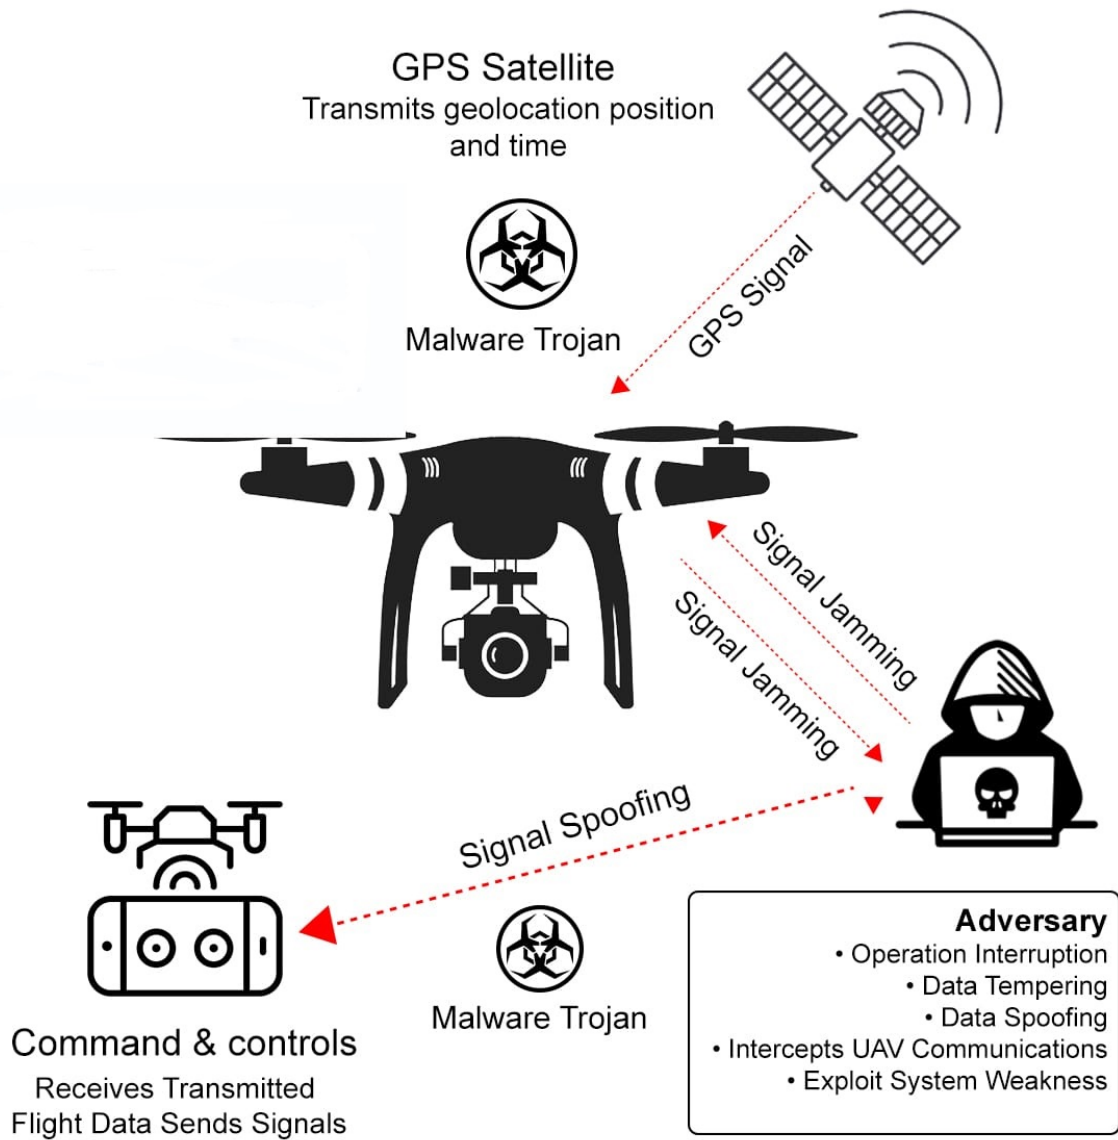 GPS Satellite
Transmits geolocation position
and time
Malware Trojan
GPS Signal
Signal Jamming
Signal Jamming
Signal Spoofing
Malware Trojan
Command & controls
Receives Transmitted
Flight Data Sends Signals
Adversary
• Operation Interruption
• Data Tempering
• Data Spoofing
• Intercepts UAV Communications
• Exploit System Weakness